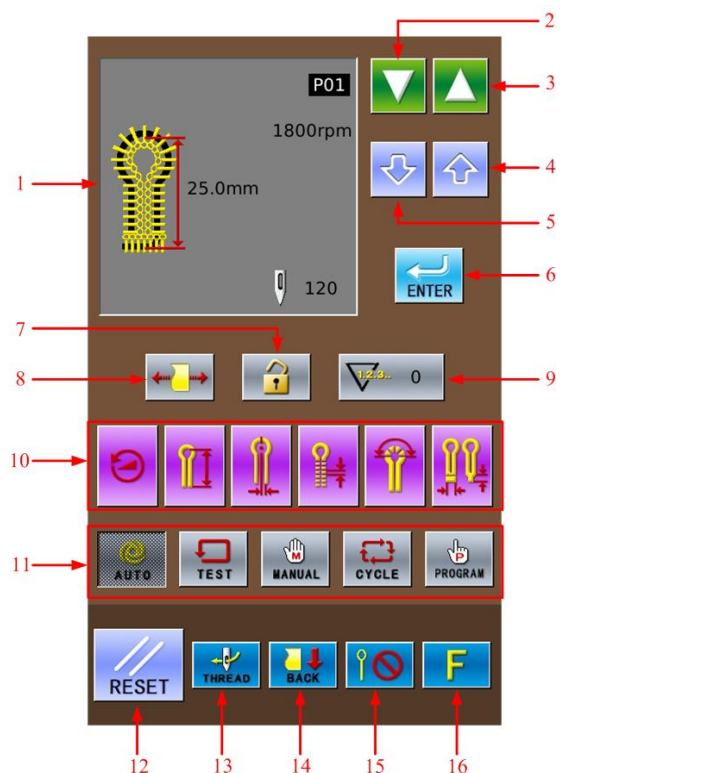 2
P01
3
1800rpm
4
1
25.0mm
5
6
ENTER
120
7
8
1.2.3..
0
9
10
11
AUTO
TEST
M
MANUAL
CYCLE
P
PROGRAM
RESET
THREAD
BACK
F
12
13
14
15
16